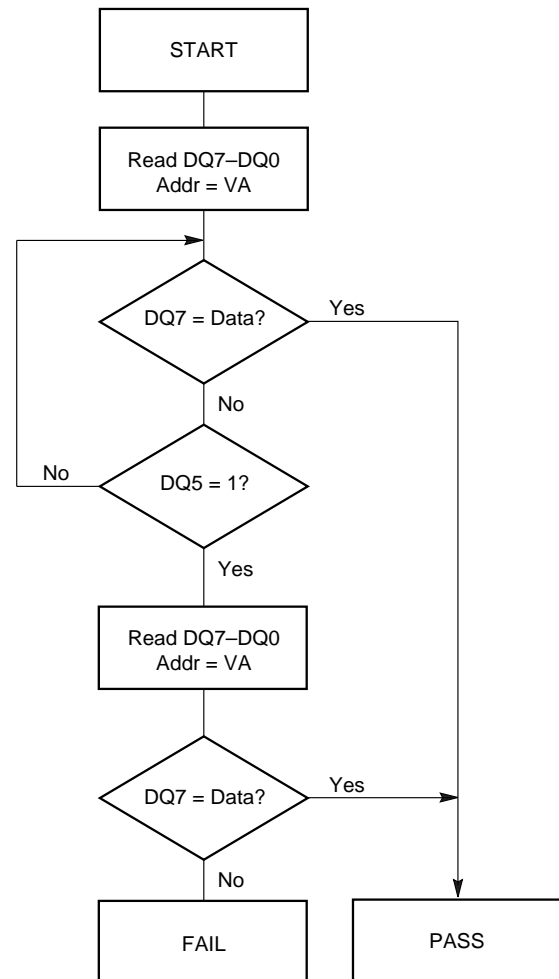 START
Read DQ7–DQ0
Addr = VA
DQ7 = Data?
Yes
No
No
DQ5 = 1?
Yes
Read DQ7–DQ0
Addr = VA
DQ7 = Data?
Yes
No
FAIL
PASS